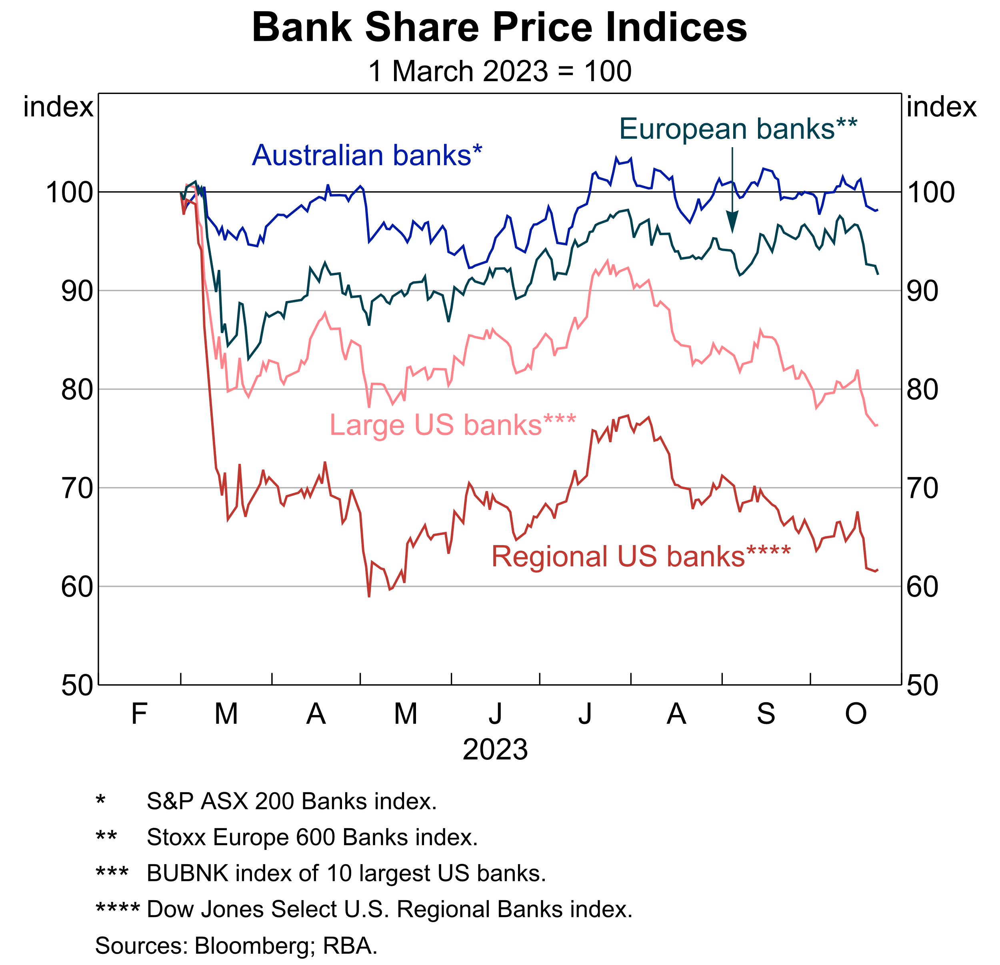 Bank Share Price Indices
1 March 2023 = 100
index index
European banks**
Australian banks*
100 100
90 90
80 80
Large US banks***
70 70
Regional US banks****
60 60
50 50
F M A M J J A S O
2023
* S&P ASX 200 Banks index.
** Stoxx Europe 600 Banks index.
*** BUBNK index of 10 largest US banks.
**** Dow Jones Select U.S. Regional Banks index.
Sources: Bloomberg; RBA.